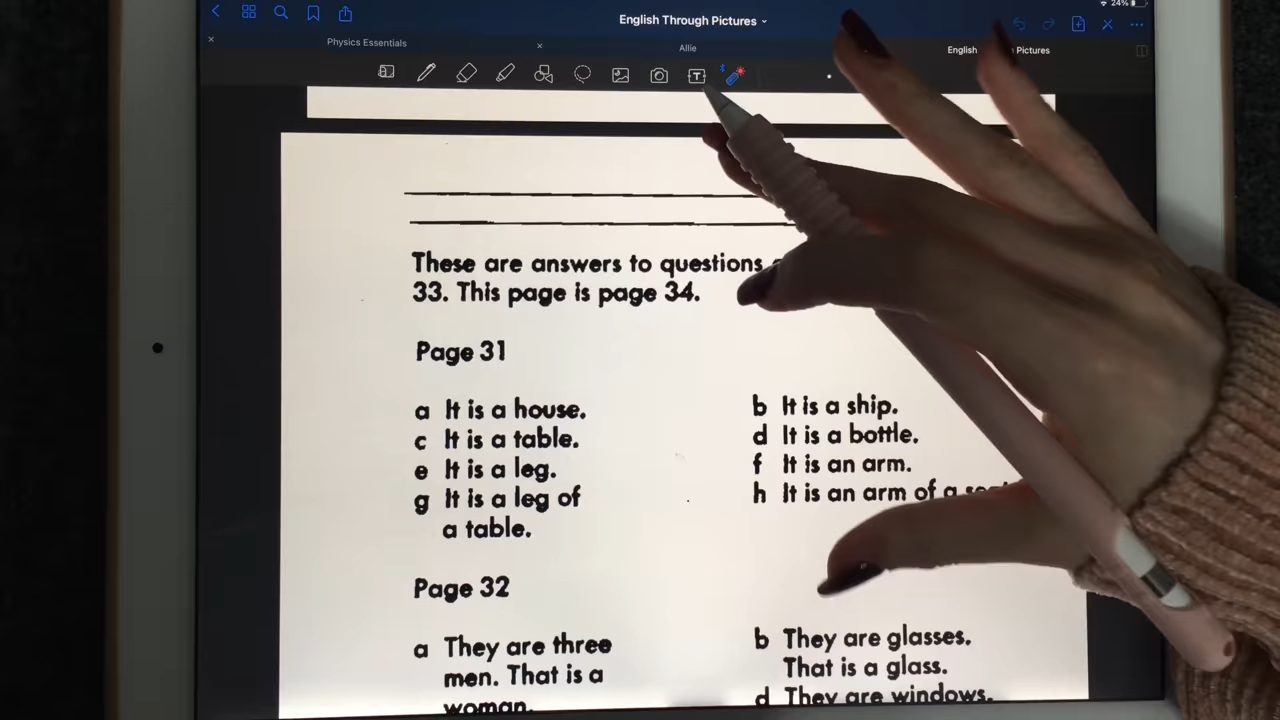 24%
English Through Pictures
Physics Essentials
Allie
English Pictures
T
These are answers to questions
33. This page is page 34.
Page 31
a It is a house.
b It is a ship.
c It is a table.
d It is a bottle.
e It is a leg.
f It is an arm.
g It is a leg of
a table.
h It is an arm of a
Page 32
a They are three
men. That is a
woman.
b They are glasses.
That is a glass.
d They are windows.